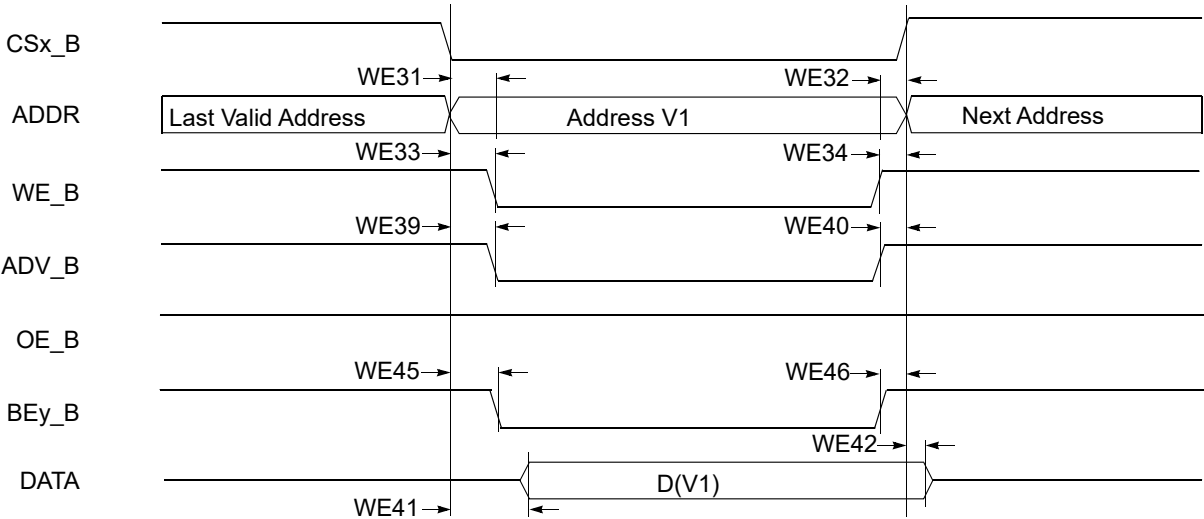 CSx_B
WE31
WE32
ADDR
Last Valid Address
Address V1
Next Address
WE33
WE34
WE_B
WE39
WE40
ADV_B
OE_B
WE45
WE46
BEy_B
WE42
DATA
D(V1)
WE41